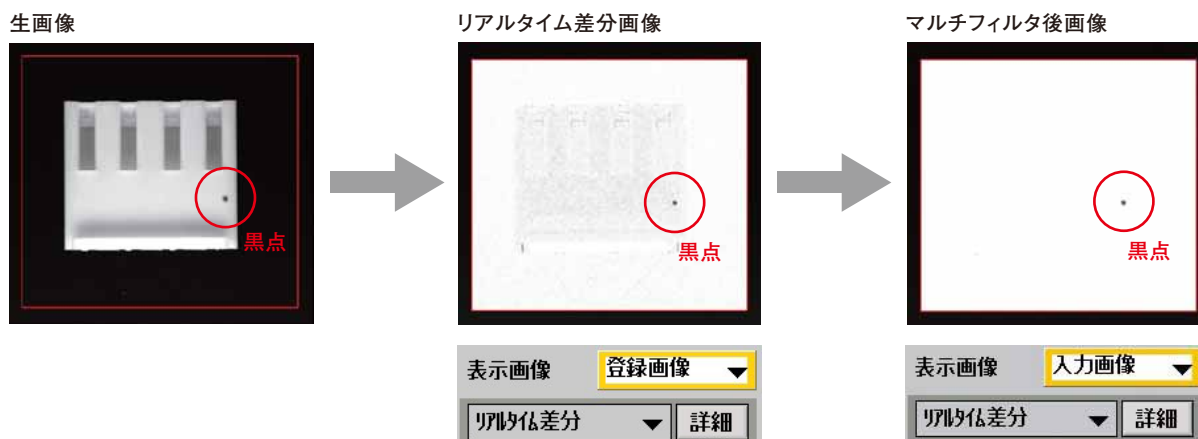 生画像
リアルタイム差分画像
マルチフィルタ後画像
黒点
黒点
黒点
表示画像 登録画像
リアルタイム差分 詳細
表示画像 入力画像
リアルタイム差分 詳細